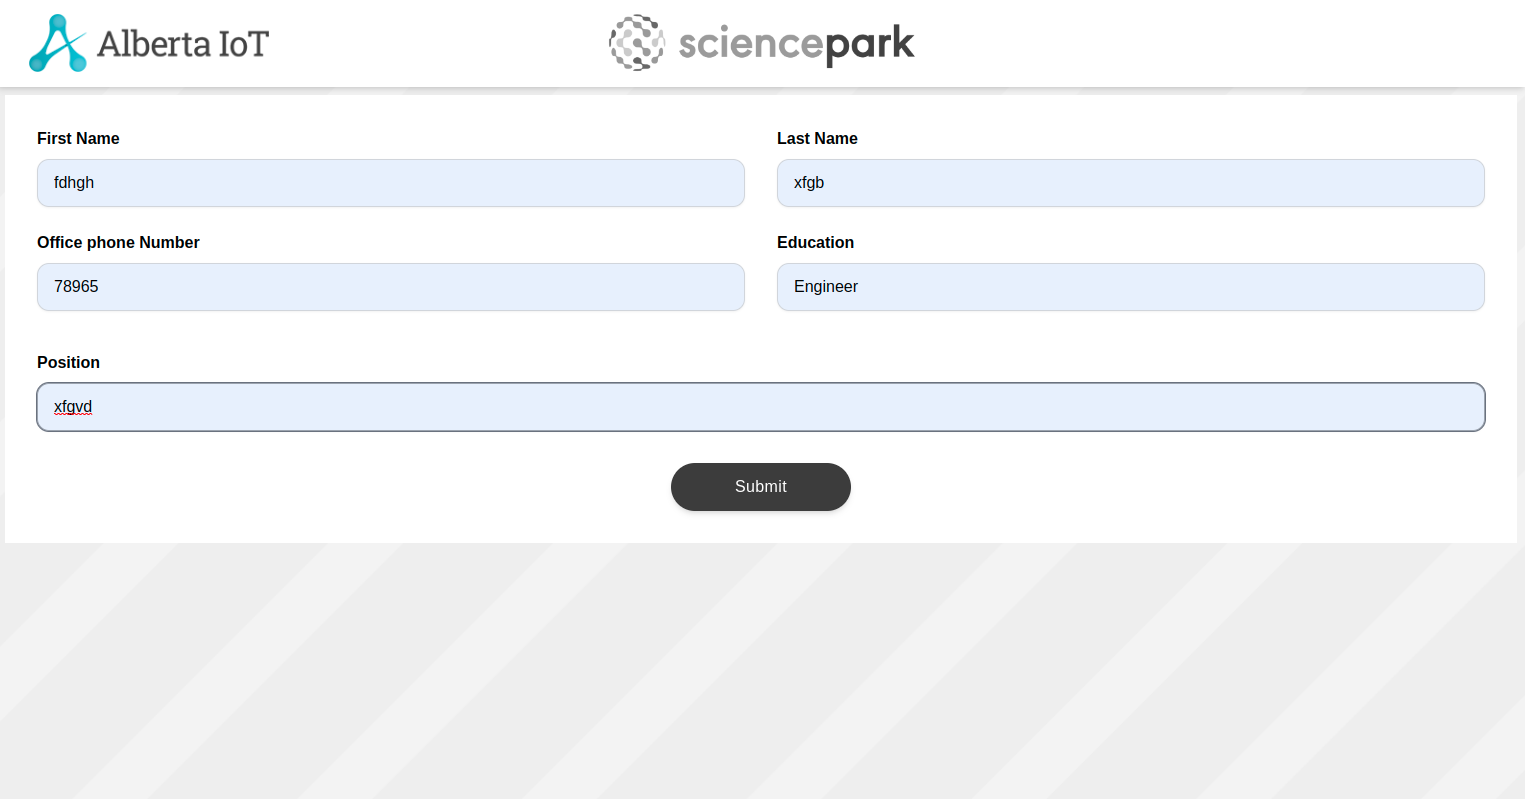 Alberta IoT
sciencepark
First Name
Last Name
fdhgh
xfgb
Office phone Number
Education
78965
Engineer
Position
xfgvd
Submit